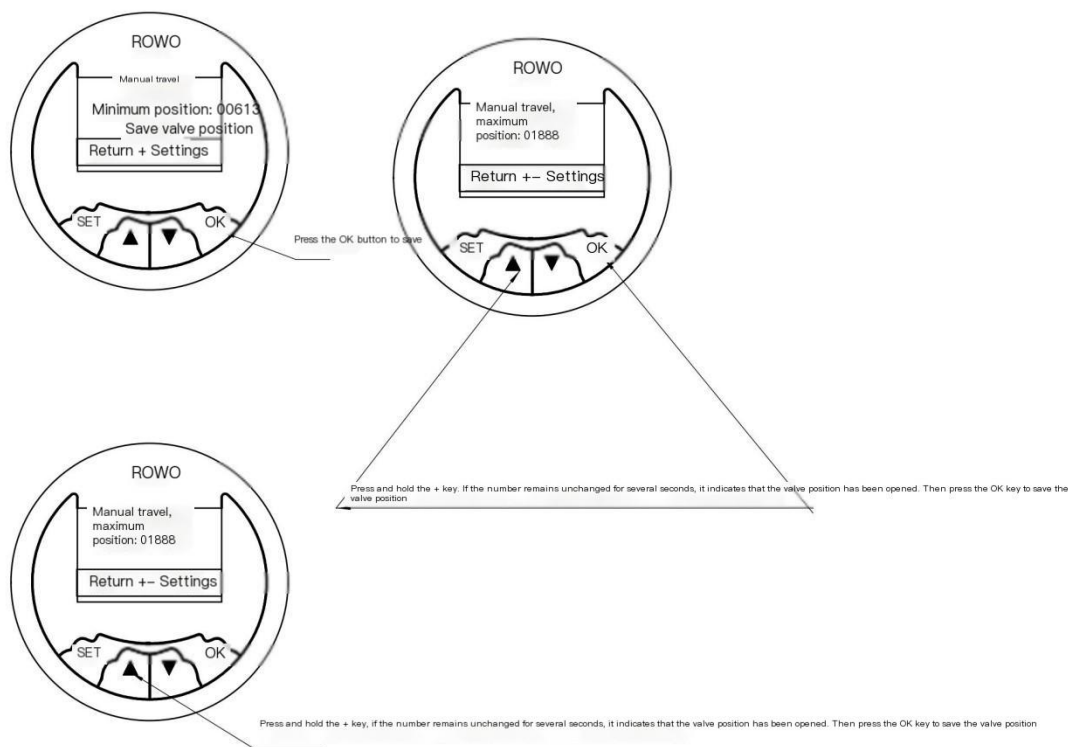 ROWO
Manual travel
Minimum position: 00613
Save valve position
Return + Settings
SET
OK
Press the OK button to save
ROWO
Manual travel,
maximum
position: 01888
Return +- Settings
SET
OK
Press and hold the + key. If the number remains unchanged for several seconds, it indicates that the valve position has been opened. Then press the OK key to save the
valve position
ROWO
Manual travel,
maximum
position: 01888
Return +- Settings
SET
OK
Press and hold the + key, if the number remains unchanged for several seconds, it indicates that the valve position has been opened. Then press the OK key to save the valve position